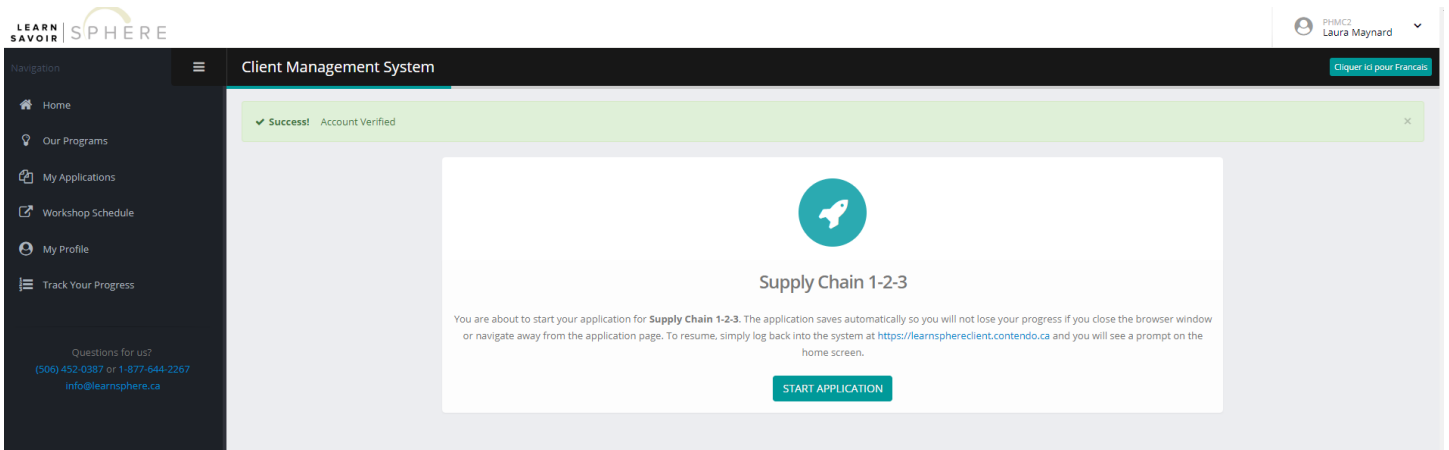 LEARN SAVOIR SPHERE
PHMC2
Laura Maynard
Navigation
Client Management System
Cliquer ici pour Francais
Home
Success! Account Verified
Our Programs
My Applications
Workshop Schedule
My Profile
Track Your Progress
Supply Chain 1-2-3
You are about to start your application for Supply Chain 1-2-3. The application saves automatically so you will not lose your progress if you close the browser window
or navigate away from the application page. To resume, simply log back into the system at https://learnsphereclient.contendo.ca and you will see a prompt on the
home screen.
START APPLICATION
Questions for us?
(506) 452-0387 or 1-877-644-2267
info@learnsphere.ca